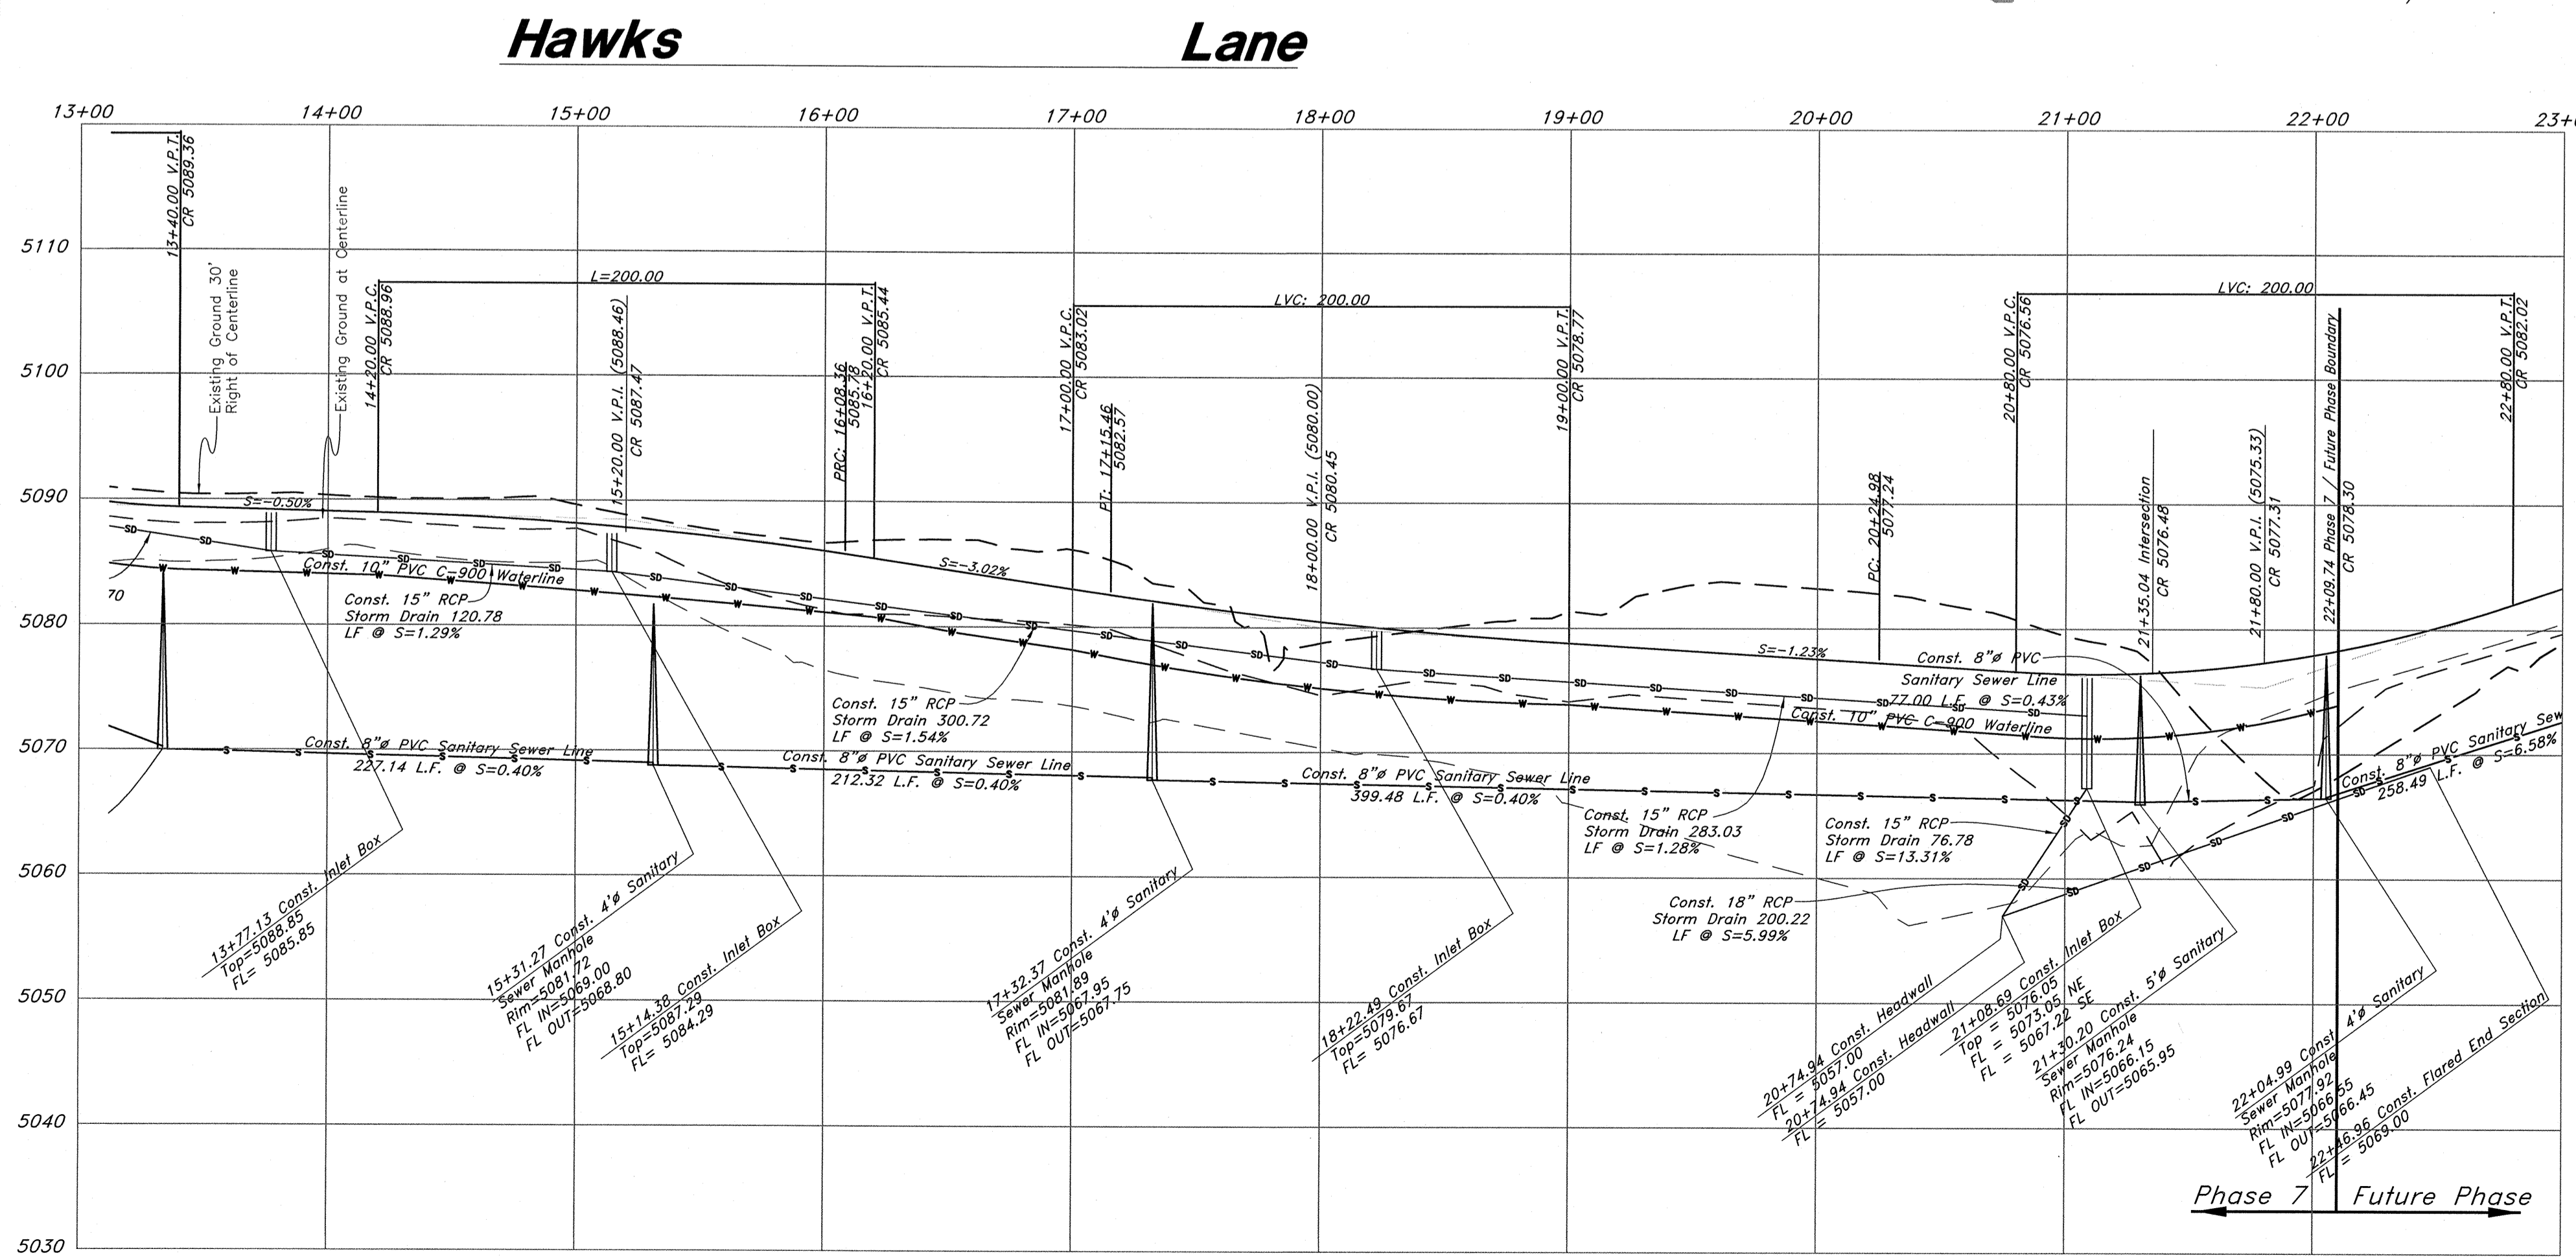 Hawks Lane
13+00 14+00 15+00 16+00 17+00 18+00 19+00 20+00 21+00 22+00
5110
5100
5090
5080
5070
5060
5050
5040
5030
13+40.00 V.P.T.
CR 5089.36
Existing Ground 30'
Right of Centerline
Existing Ground at Centerline
14+20.00 V.P.C.
CR 5088.96
L=200.00
15+20.00 V.P.I. (5088.46)
CR 5087.47
PRC: 16+08.36
5085.78
16+20.00 V.P.T.
CR 5085.44
17+00.00 V.P.C.
CR 5083.02
LVC: 200.00
PT: 17+15.46
5082.57
18+00.00 V.P.I. (5080.00)
CR 5080.45
19+00.00 V.P.T.
CR 5078.77
PC: 20+24.98
5077.24
20+80.00 V.P.C.
CR 5076.56
LVC: 200.00
21+35.04 Intersection
CR 5076.48
21+80.00 V.P.I. (5075.33)
CR 5077.31
22+09.74 Phase 7 / Future Phase Boundary
CR 5078.30
22+80.00 V.P.T.
CR 5082.02
S=-0.50%
S=-3.02%
S=-1.23%
70
Const. 10" PVC C-900 Waterline
Const. 15" RCP
Storm Drain 120.78
LF @ S=1.29%
Const. 15" RCP
Storm Drain 300.72
LF @ S=1.54%
Const. 8"ø PVC
Sanitary Sewer Line
77.00 L.F. @ S=0.43%
Const. 10" PVC C-900 Waterline
Const. 8"ø PVC Sanitary Sewer Line
227.14 L.F. @ S=0.40%
Const. 8"ø PVC Sanitary Sewer Line
212.32 L.F. @ S=0.40%
Const. 8"ø PVC Sanitary Sewer Line
399.48 L.F. @ S=0.40%
Const. 8"ø PVC Sanitary Sew
258.49 L.F. @ S=6.58%
Const. 15" RCP
Storm Drain 283.03
LF @ S=1.28%
Const. 15" RCP
Storm Drain 76.78
LF @ S=13.31%
Const. 18" RCP
Storm Drain 200.22
LF @ S=5.99%
13+77.13 Const. Inlet Box
Top=5088.85
FL= 5085.85
15+31.27 Const. 4'ø Sanitary
Sewer Manhole
Rim=5081.72
FL IN=5069.00
FL OUT=5068.80
15+14.38 Const. Inlet Box
Top=5087.29
FL= 5084.29
17+32.37 Const. 4'ø Sanitary
Sewer Manhole
Rim=5081.89
FL IN=5067.95
FL OUT=5067.75
18+22.49 Const. Inlet Box
Top=5079.67
FL= 5076.67
20+74.94 Const. Headwall
FL = 5057.00
20+74.94 Const. Headwall
FL = 5057.00
21+08.69 Const. Inlet Box
Top = 5076.05
FL = 5073.05 NE
FL = 5067.22 SE
21+30.20 Const. 5'ø Sanitary
Sewer Manhole
Rim=5076.24
FL IN=5066.15
FL OUT=5065.95
22+04.99 Const 4'ø Sanitary
Sewer Manhole
Rim=5077.92
FL IN=5066.55
FL OUT=5066.45
22+46.96 Const. Flared End Section
FL = 5069.00
Phase 7 Future Phase